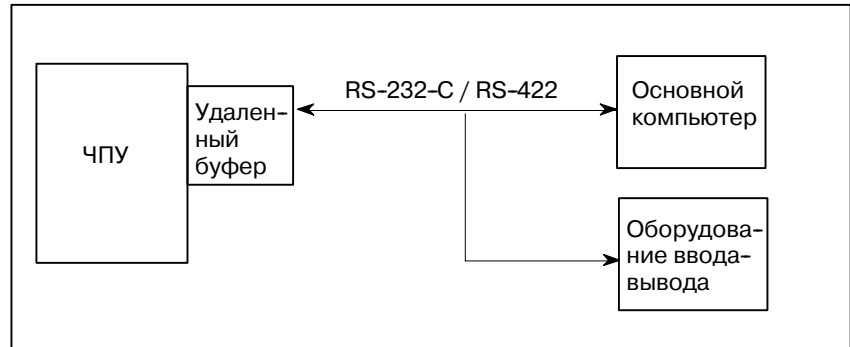 ЧПУ
Удален-
ный
буфер
RS-232-C / RS-422
Основной
компьютер
Оборудова-
ние ввода-
вывода